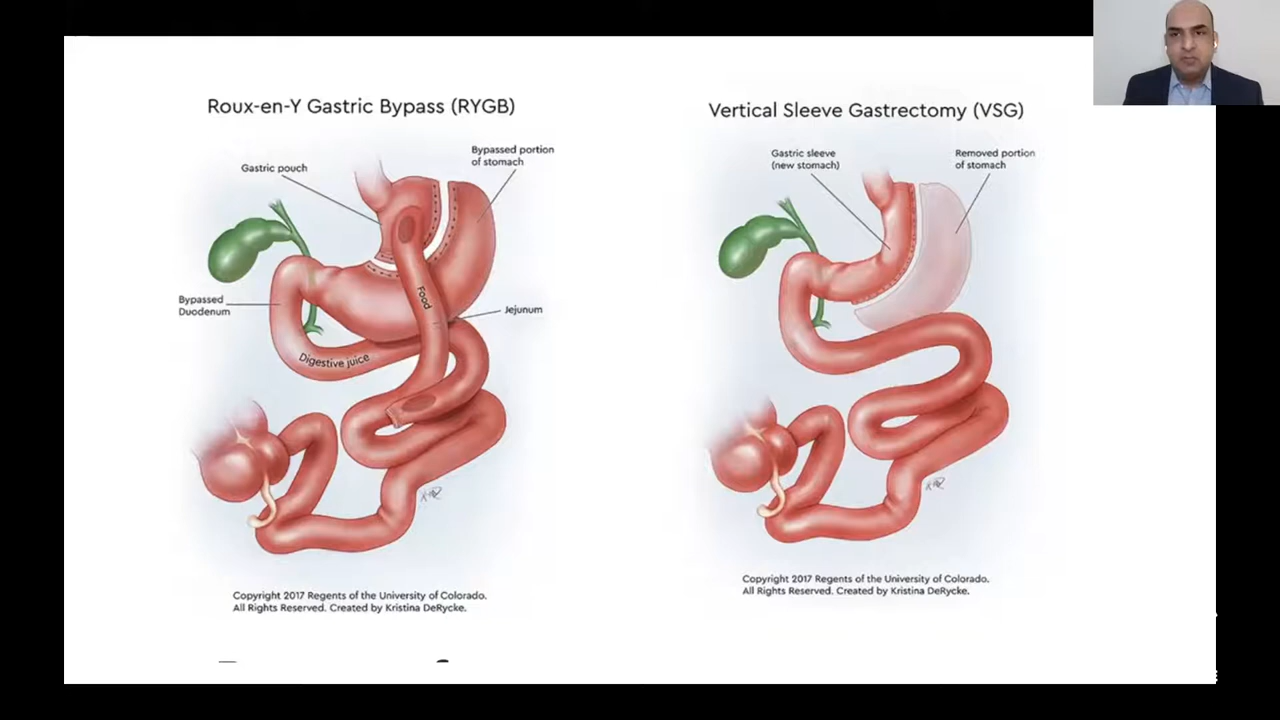 Roux-en-Y Gastric Bypass (RYGB)
Gastric pouch
Bypassed portion
of stomach
Bypassed
Duodenum
Food
Jejunum
Digestive juice
Copyright 2017 Regents of the University of Colorado.
All Rights Reserved. Created by Kristina DeRycke.
Vertical Sleeve Gastrectomy (VSG)
Gastric sleeve
(new stomach)
Removed portion
of stomach
Copyright 2017 Regents of the University of Colorado.
All Rights Reserved. Created by Kristina DeRycke.